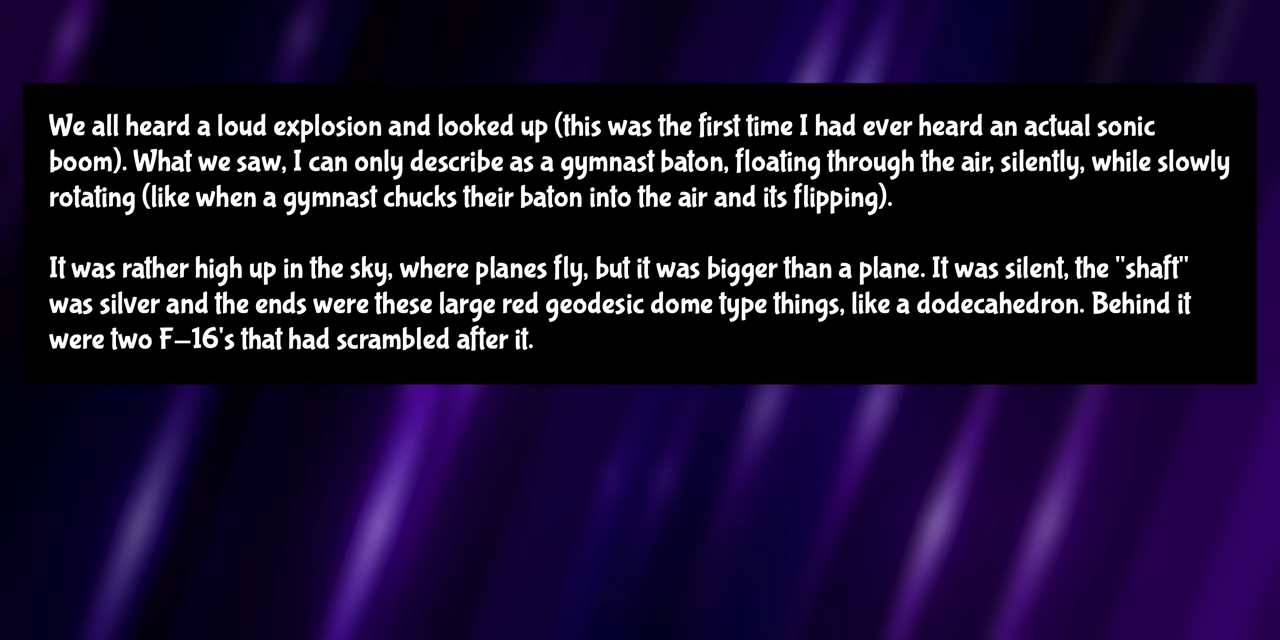 We all heard a loud explosion and looked up (this was the first time I had ever heard an actual sonic
boom). What we saw, I can only describe as a gymnast baton, floating through the air, silently, while slowly
rotating (like when a gymnast chucks their baton into the air and its flipping).
It was rather high up in the sky, where planes fly, but it was bigger than a plane. It was silent, the "shaft"
was silver and the ends were these large red geodesic dome type things, like a dodecahedron. Behind it
were two F-16's that had scrambled after it.